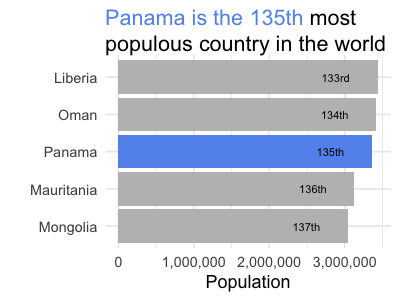 Panama is the 135th most
populous country in the world
Liberia 133rd
Oman 134th
Panama 135th
Mauritania 136th
Mongolia 137th
0 1,000,000 2,000,000 3,000,000
Population